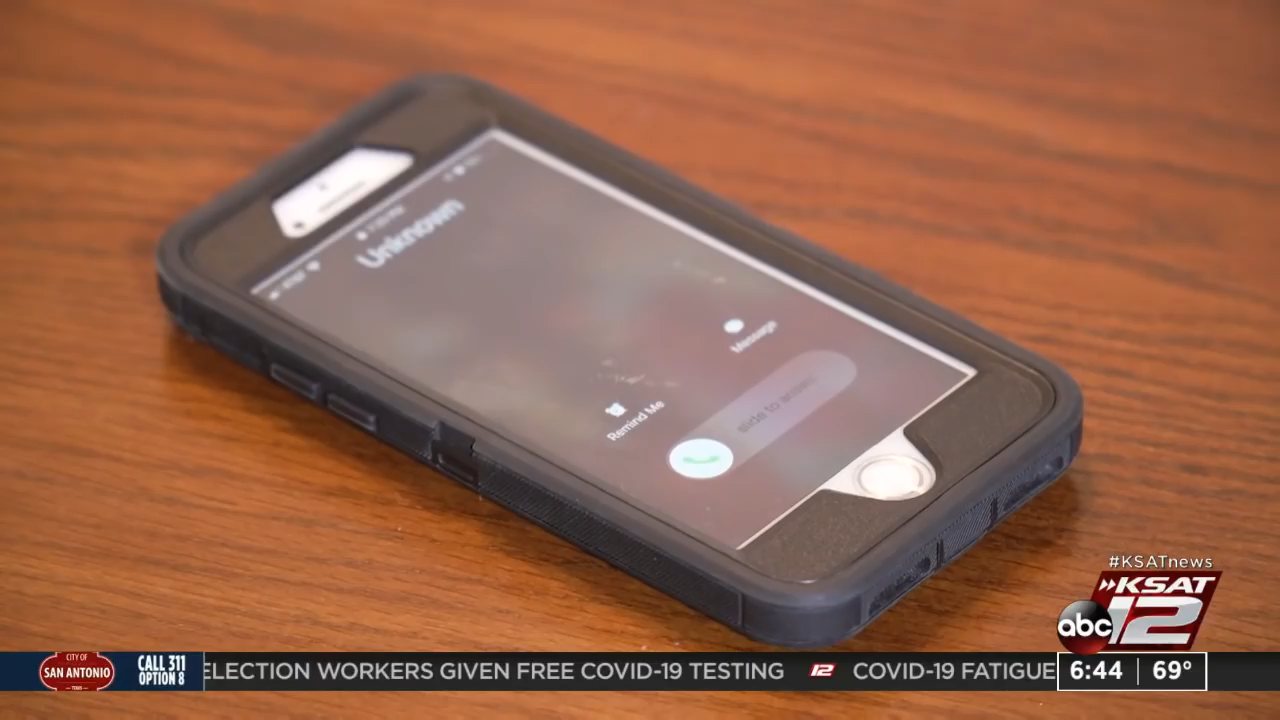 Unknown
Message
Remind Me
slide to answer
#KSATnews
KSAT
abc 12
CITY OF
SAN ANTONIO
TEXAS
CALL 311
OPTION 8
ELECTION WORKERS GIVEN FREE COVID-19 TESTING 12 COVID-19 FATIGUE
6:44 69°